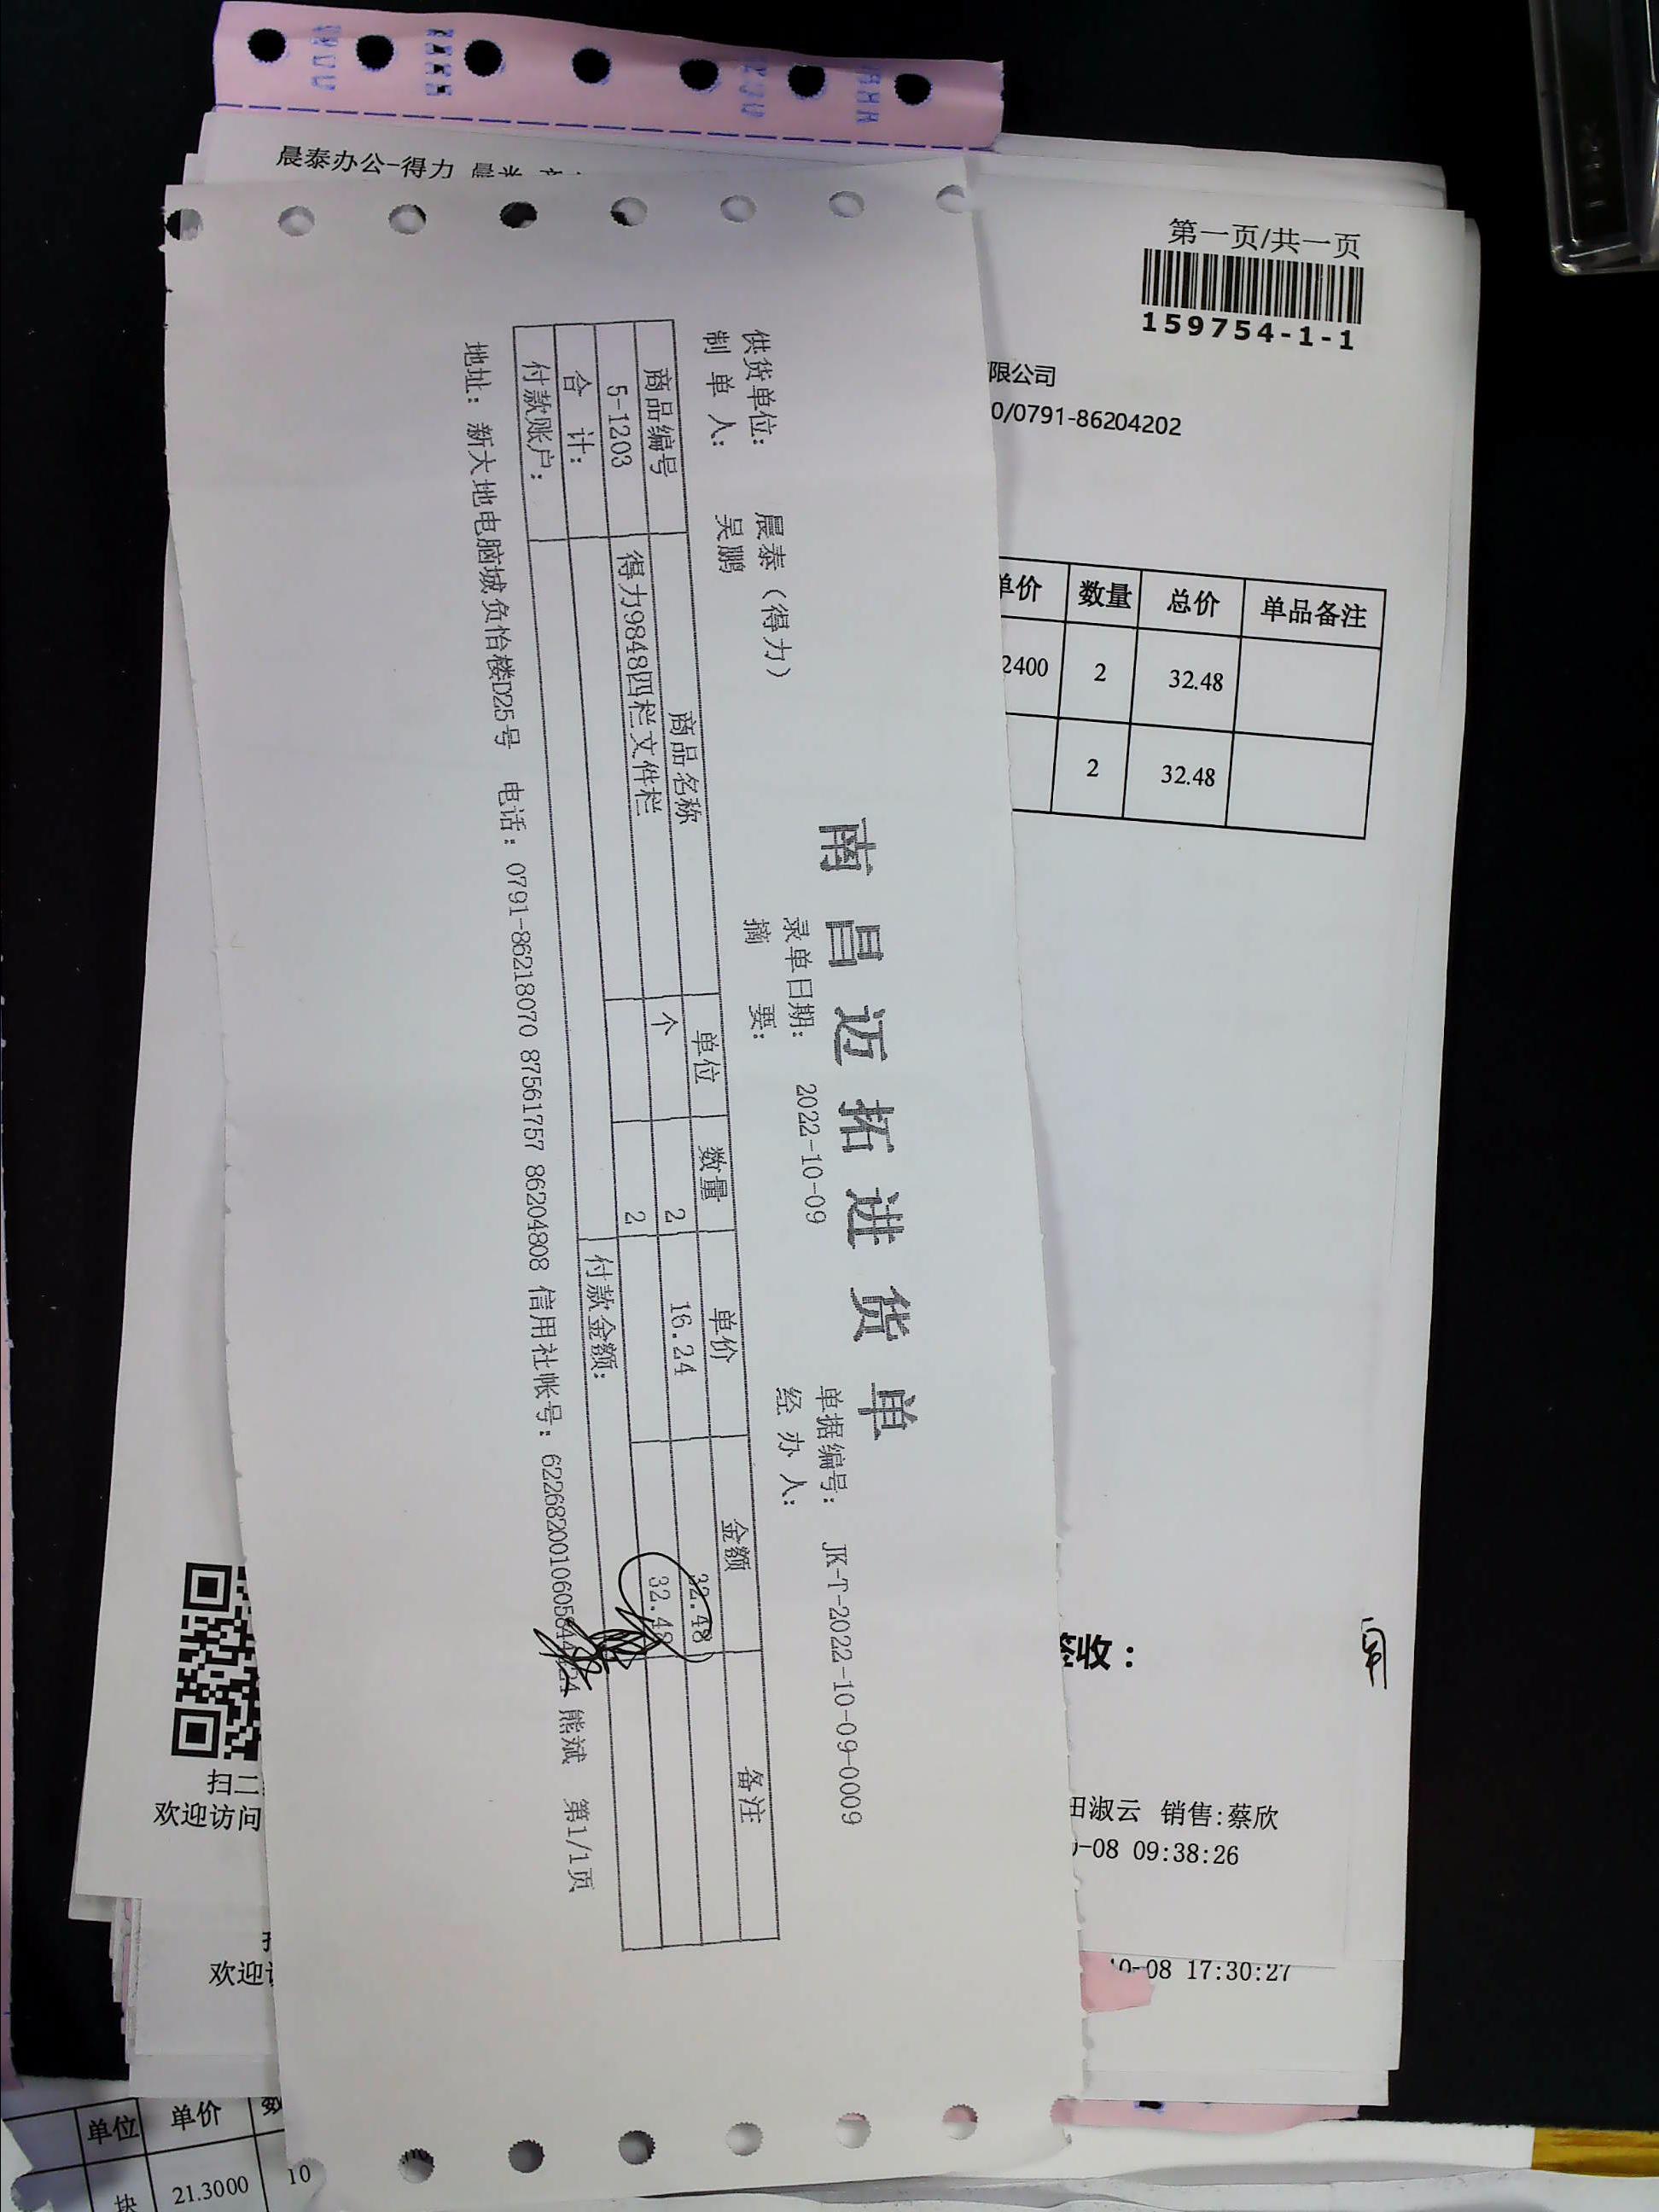 南昌迈拓进货单
供货单位: 晨泰（得力） 录单日期: 2022-10-09 单据编号: JK-T-2022-10-09-0009
制单人: 吴鹏 摘要: 经办人:
商品编号 商品名称 单位 数量 单价 金额 备注
5-1203 得力9848四栏文件栏 个 2 16.24 32.48
合计: 2 32.48
付款账户: 付款金额:
地址: 新大地电脑城负怡楼D25号 电话: 0791-86218070 87561757 86204808 信用社帐号: 熊斌 第1/1页
晨泰办公-得力
第一页/共一页
159754-1-1
限公司
0/0791-86204202
单价 数量 总价 单品备注
2400 2 32.48
2 32.48
签收：
田淑云 销售:蔡欣
-08 09:38:26
10-08 17:30:27
扫二
欢迎访问
欢迎
单位 单价
块 21.3000 10